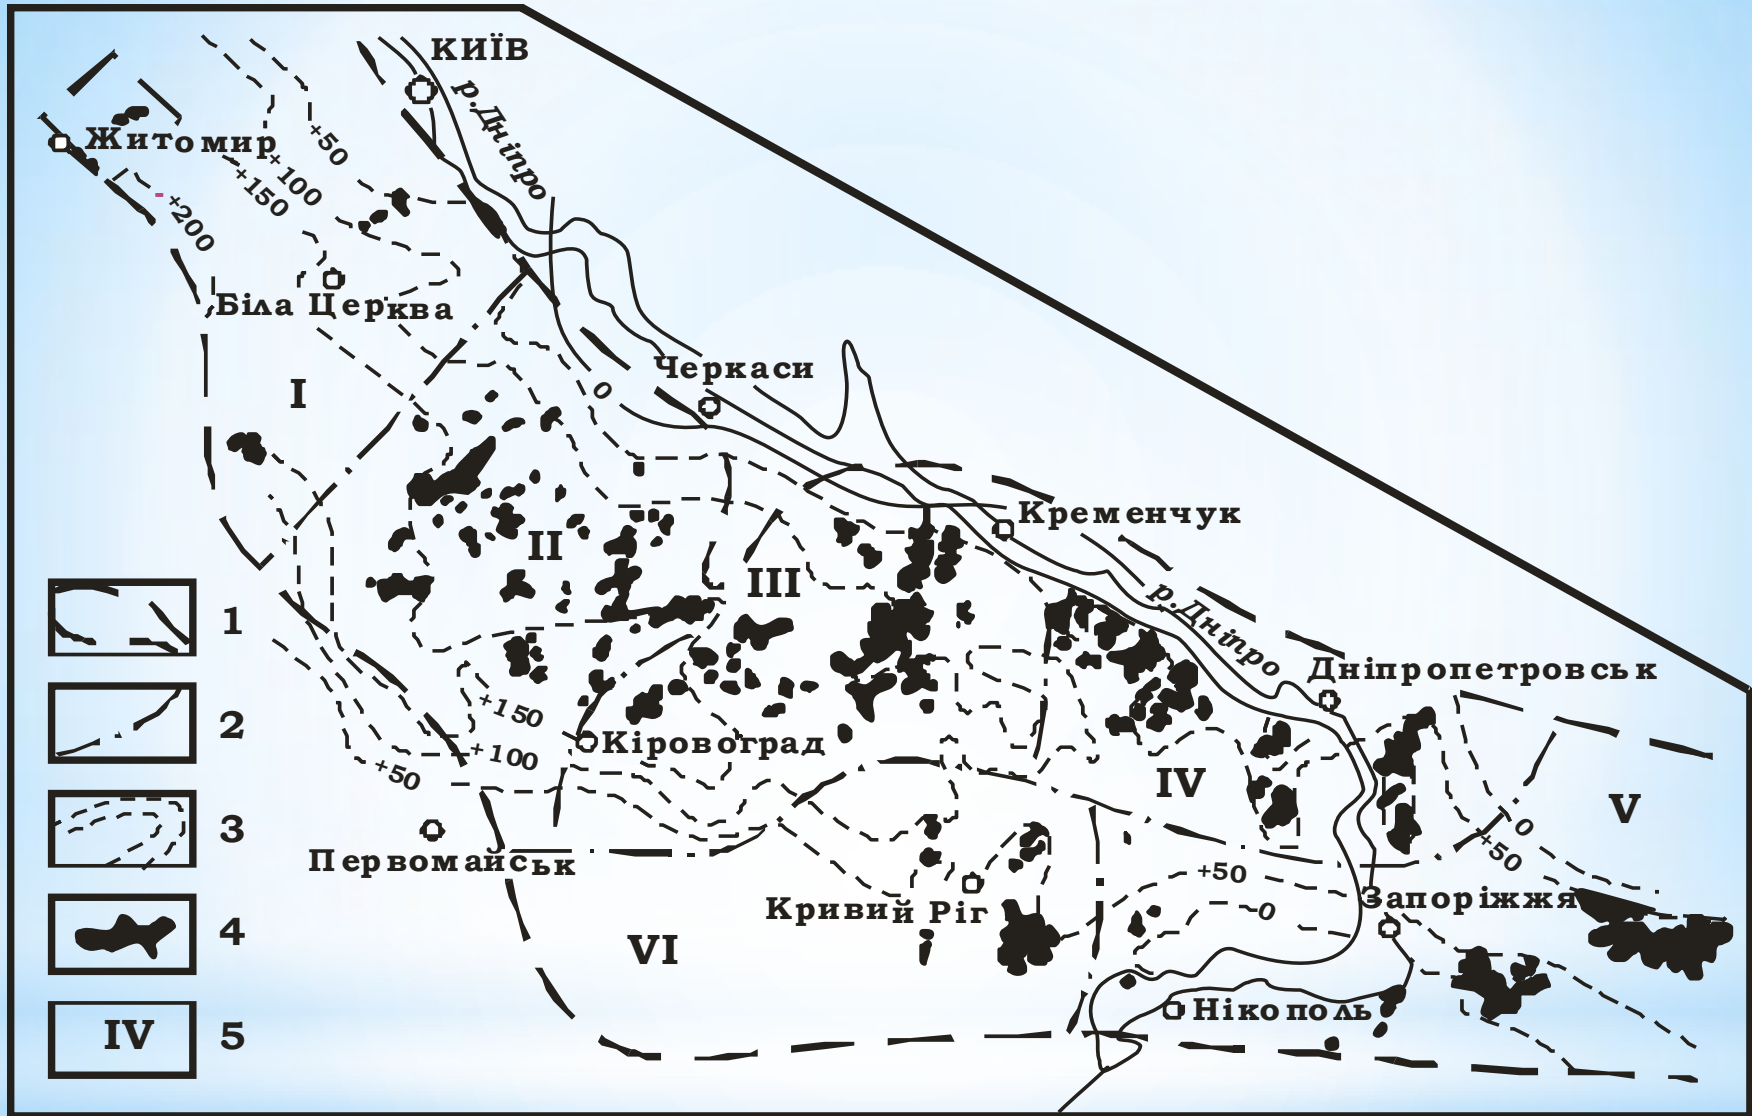 КИЇВ
р.Дніпро
Житомир
+50
+100
+150
+200
Біла Церква
I
0
Черкаси
Кременчук
II
III
р.Дніпро
Дніпропетровськ
+150
+100
+50
Кіровоград
IV
V
0
+50
Первомайськ
+50
0
Запоріжжя
Кривий Ріг
VI
Нікополь
1
2
3
4
IV 5